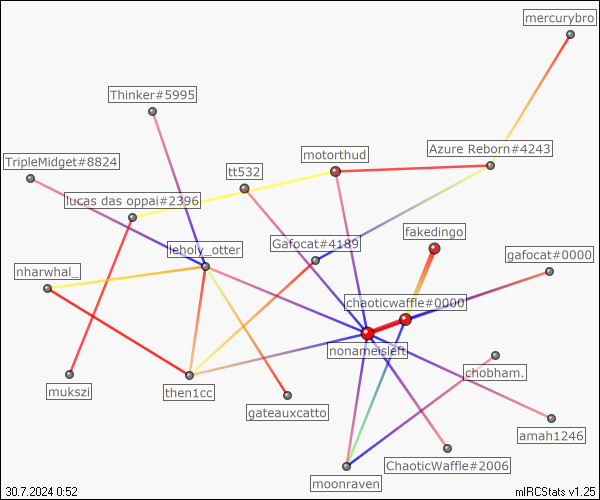 mercurybro
Thinker#5995
Azure Reborn#4243
motorthud
TripleMidget#8824
tt532
lucas das oppai#2396
fakedingo
Gafocat#4189
leholy_otter
gafocat#0000
nharwhal_
chaoticwaffle#0000
nonameisleft
chobham.
mukszi
then1cc
gateauxcatto
amah1246
ChaoticWaffle#2006
moonraven
30.7.2024 0:52
mIRCStats v1.25